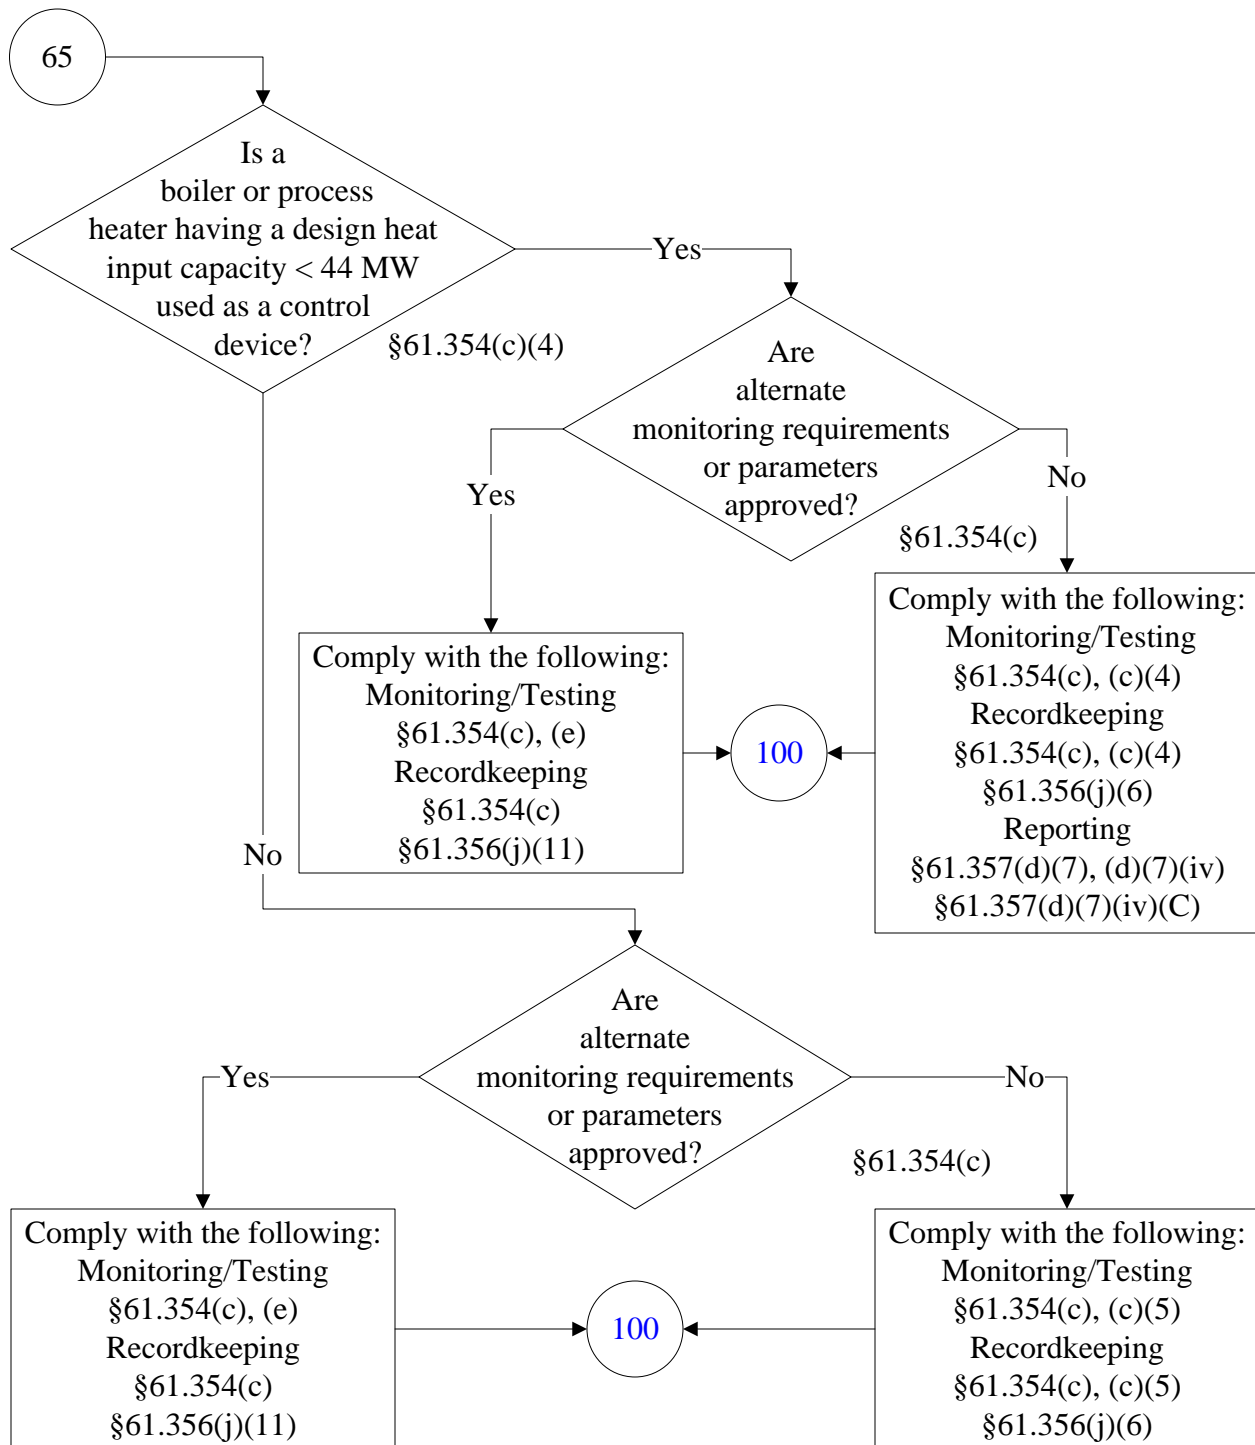 65
Is a
boiler or process
heater having a design heat
input capacity < 44 MW
used as a control
device?
§61.354(c)(4)
Yes
Are
alternate
monitoring requirements
or parameters
approved?
Yes
No
§61.354(c)
Comply with the following:
Monitoring/Testing
§61.354(c), (e)
Recordkeeping
§61.354(c)
§61.356(j)(11)
100
Comply with the following:
Monitoring/Testing
§61.354(c), (c)(4)
Recordkeeping
§61.354(c), (c)(4)
§61.356(j)(6)
Reporting
§61.357(d)(7), (d)(7)(iv)
§61.357(d)(7)(iv)(C)
No
Are
alternate
monitoring requirements
or parameters
approved?
Yes
No
§61.354(c)
Comply with the following:
Monitoring/Testing
§61.354(c), (e)
Recordkeeping
§61.354(c)
§61.356(j)(11)
100
Comply with the following:
Monitoring/Testing
§61.354(c), (c)(5)
Recordkeeping
§61.354(c), (c)(5)
§61.356(j)(6)